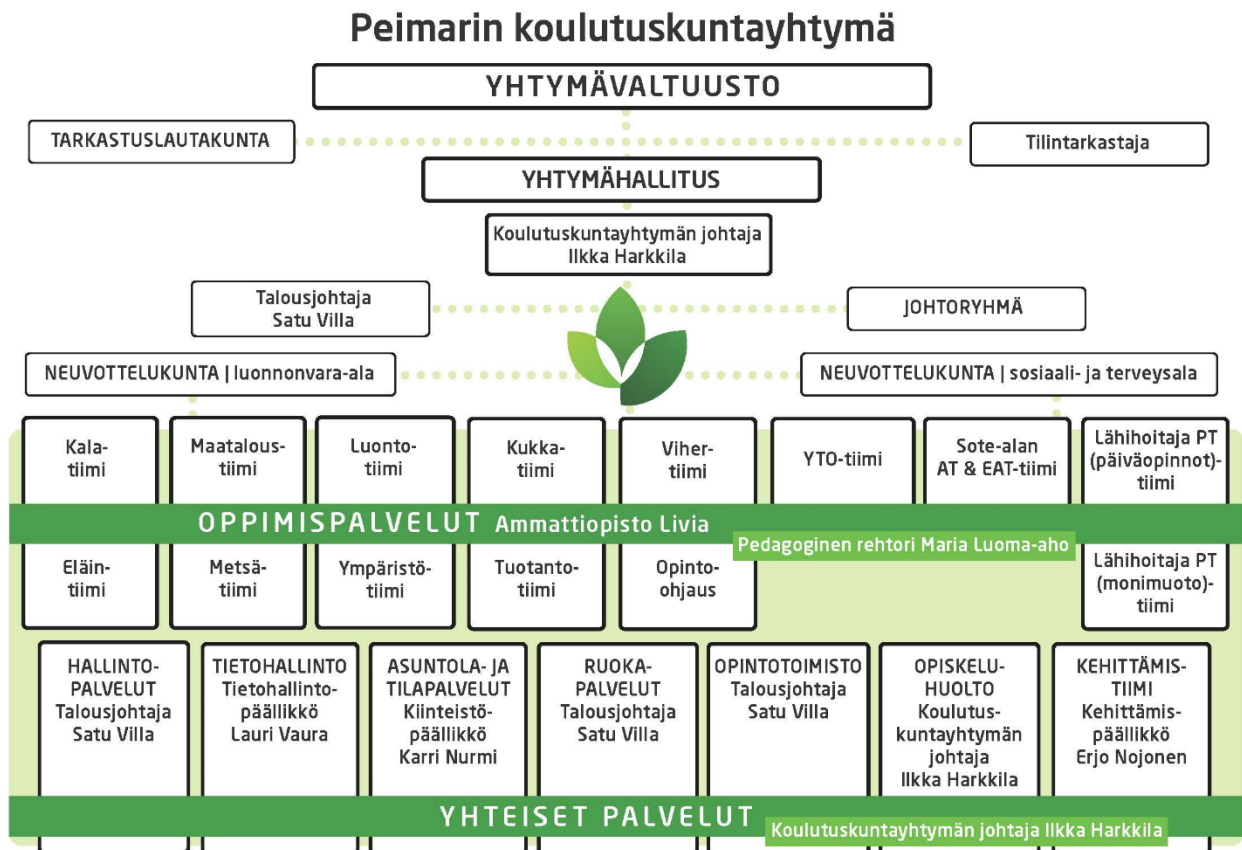 Peimarin koulutuskuntayhtymä
YHTYMÄVALTUUSTO
TARKASTUSLAUTAKUNTA
Tilintarkastaja
YHTYMÄHALLITUS
Koulutuskuntayhtymän johtaja
Ilkka Harkkila
Talousjohtaja
Satu Villa
JOHTORYHMÄ
NEUVOTTELUKUNTA | luonnonvara-ala
NEUVOTTELUKUNTA | sosiaali- ja terveysala
Kala-
tiimi
Maatalous-
tiimi
Luonto-
tiimi
Kukka-
tiimi
Viher-
tiimi
YTO-tiimi
Sote-alan
AT & EAT-tiimi
Lähihoitaja PT
(päiväopinnot)-
tiimi
OPPIMISPALVELUT Ammattiopisto Livia
Pedagoginen rehtori Maria Luoma-aho
Eläin-
tiimi
Metsä-
tiimi
Ympäristö-
tiimi
Tuotanto-
tiimi
Opinto-
ohjaus
Lähihoitaja PT
(monimuoto)-
tiimi
HALLINTO-
PALVELUT
Talousjohtaja
Satu Villa
TIETOHALLINTO
Tietohallinto-
päällikkö
Lauri Vaura
ASUNTOLA- JA
TILAPALVELUT
Kiinteistö-
päällikkö
Karri Nurmi
RUOKA-
PALVELUT
Talousjohtaja
Satu Villa
OPINTOTOIMISTO
Talousjohtaja
Satu Villa
OPISKELU-
HUOLTO
Koulutus-
kuntayhtymän
johtaja
Ilkka Harkkila
KEHITTÄMIS-
TIIMI
Kehittämis-
päällikkö
Erjo Nojonen
YHTEISET PALVELUT
Koulutuskuntayhtymän johtaja Ilkka Harkkila